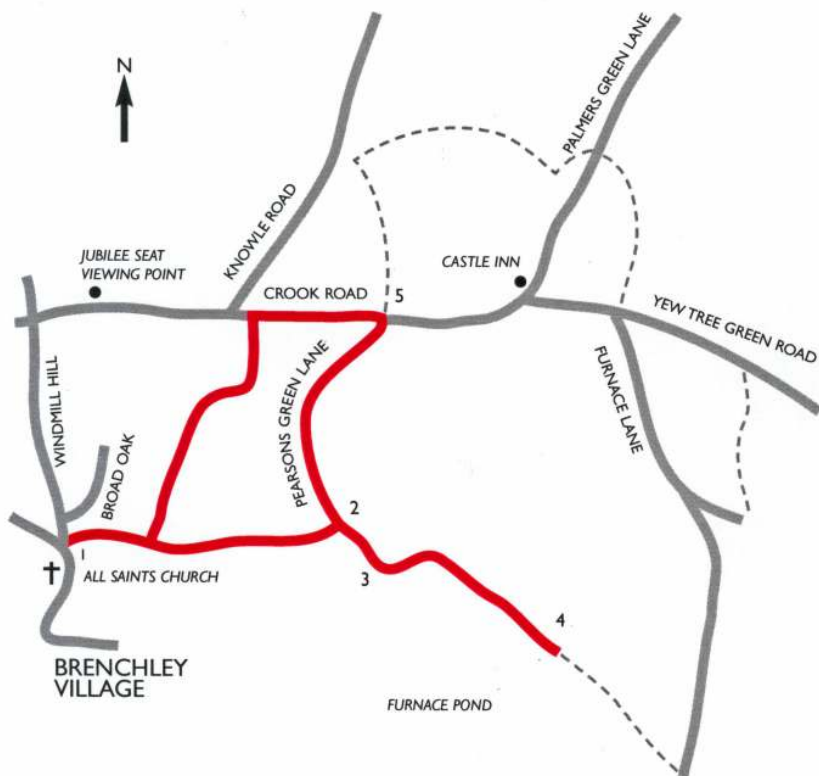 N
PALMERS GREEN LANE
KNOWLE ROAD
JUBILEE SEAT
VIEWING POINT
CASTLE INN
CROOK ROAD
5
YEW TREE GREEN ROAD
WINDMILL HILL
PEARSONS GREEN LANE
FURNACE LANE
BROAD OAK
2
1
3
ALL SAINTS CHURCH
4
BRENCHLEY
VILLAGE
FURNACE POND